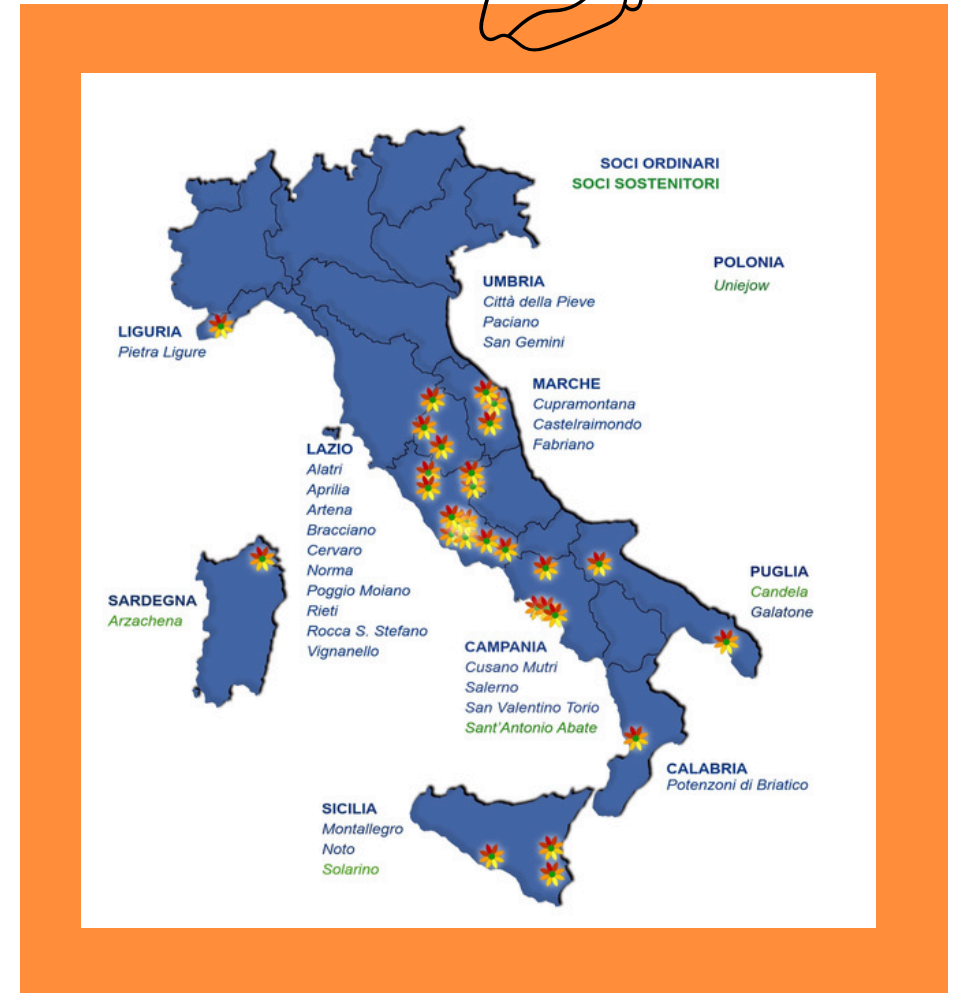 SOCI ORDINARI
SOCI SOSTENITORI
POLONIA
Uniejow
UMBRIA
Città della Pieve
Paciano
San Gemini
LIGURIA
Pietra Ligure
MARCHE
Cupramontana
Castelraimondo
Fabriano
LAZIO
Alatri
Aprilia
Artena
Bracciano
Cervaro
Norma
Poggio Moiano
Rieti
Rocca S. Stefano
Vignanello
SARDEGNA
Arzachena
PUGLIA
Candela
Galatone
CAMPANIA
Cusano Mutri
Salerno
San Valentino Torio
Sant'Antonio Abate
CALABRIA
Potenzoni di Briatico
SICILIA
Montallegro
Noto
Solarino